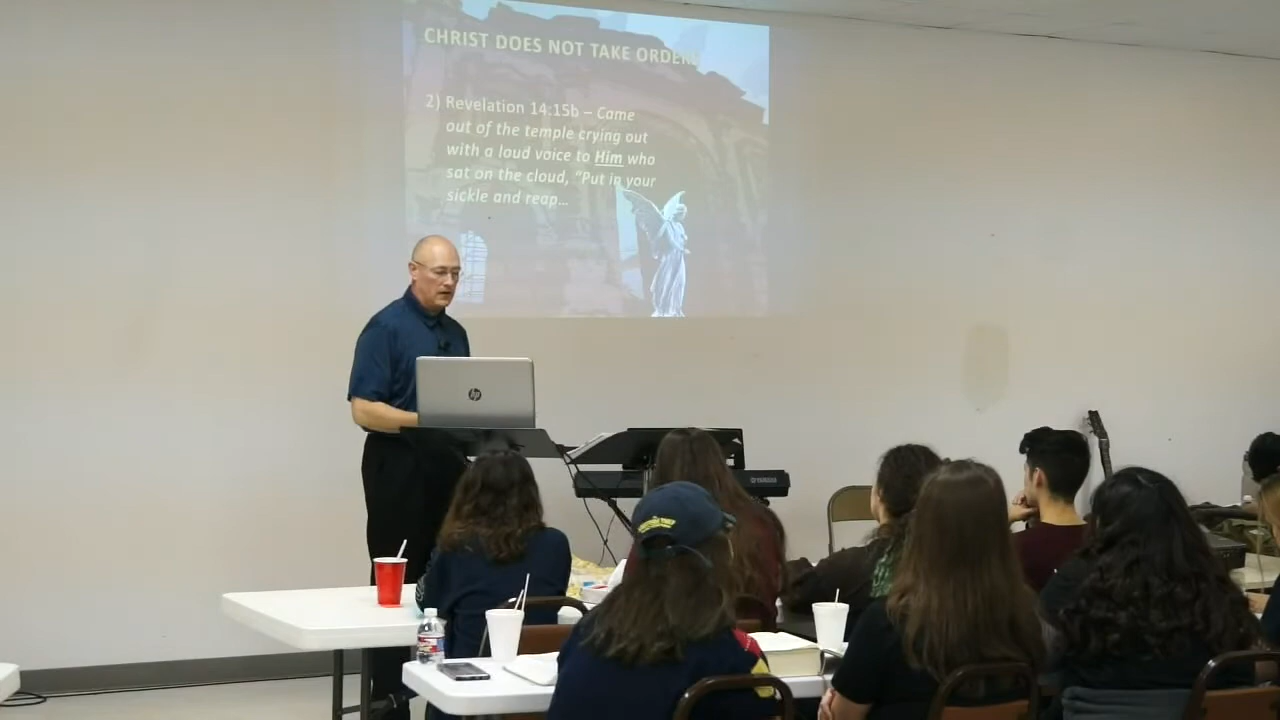 CHRIST DOES NOT TAKE ORDERS
2) Revelation 14:15b – Came
out of the temple crying out
with a loud voice to Him who
sat on the cloud, "Put in your
sickle and reap...
hp
YAMAHA